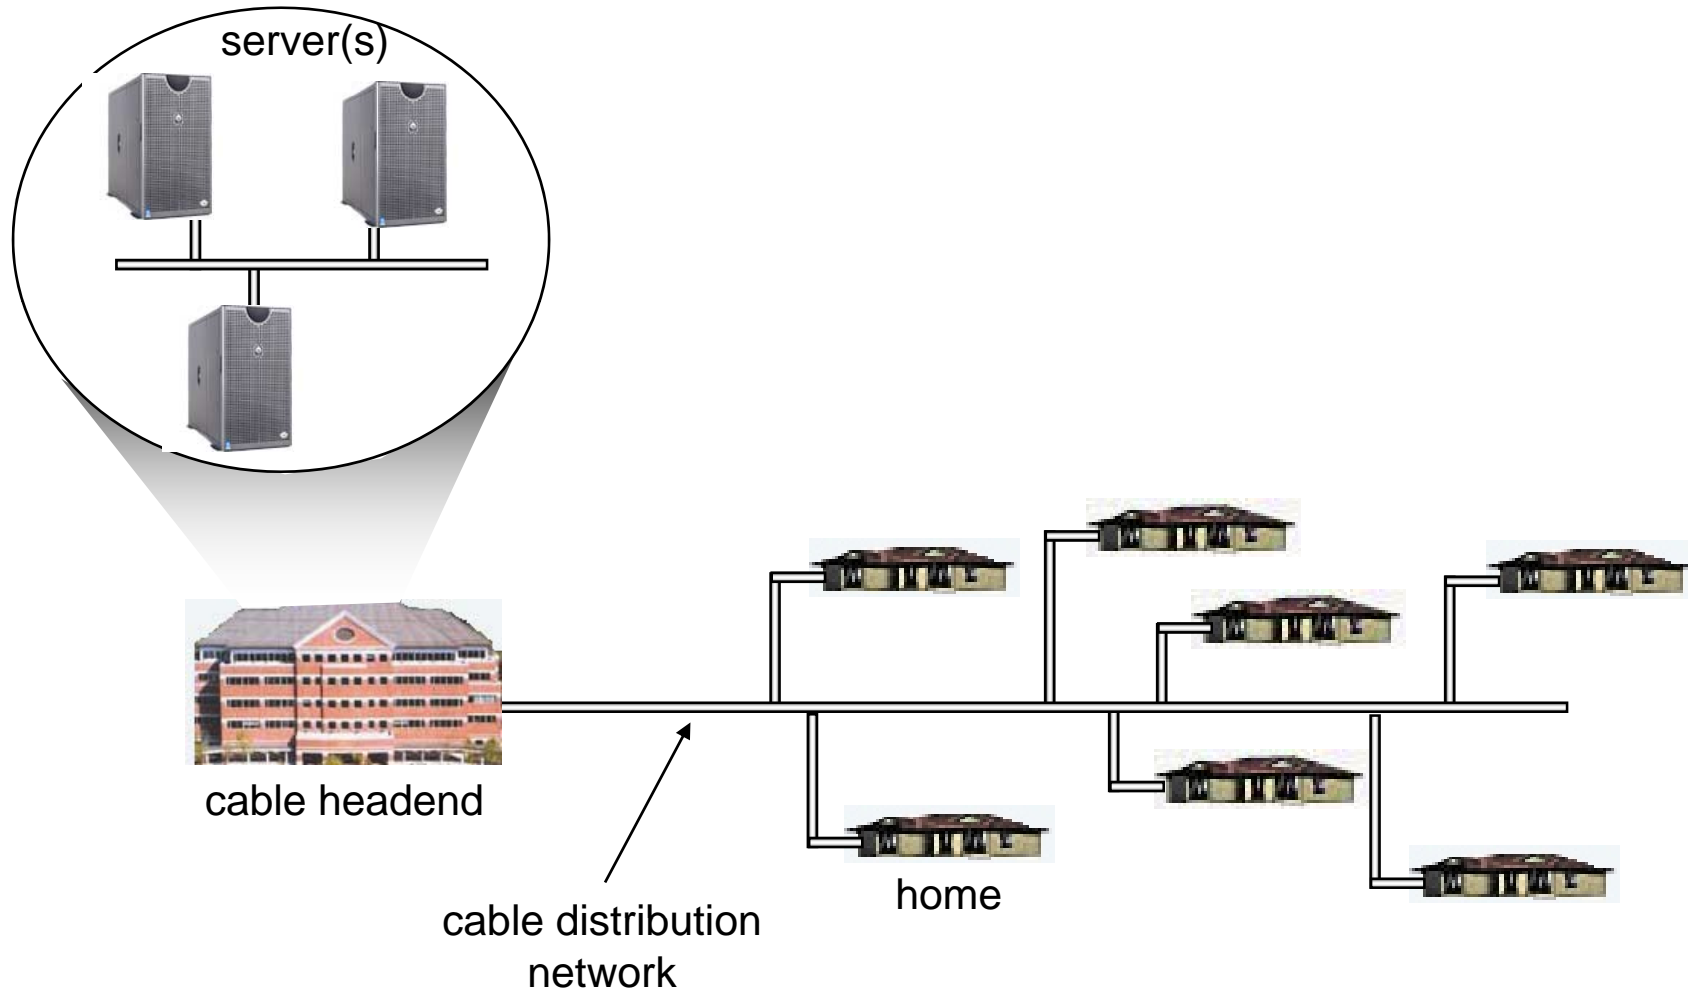 server(s)
cable headend
home
cable distribution
network